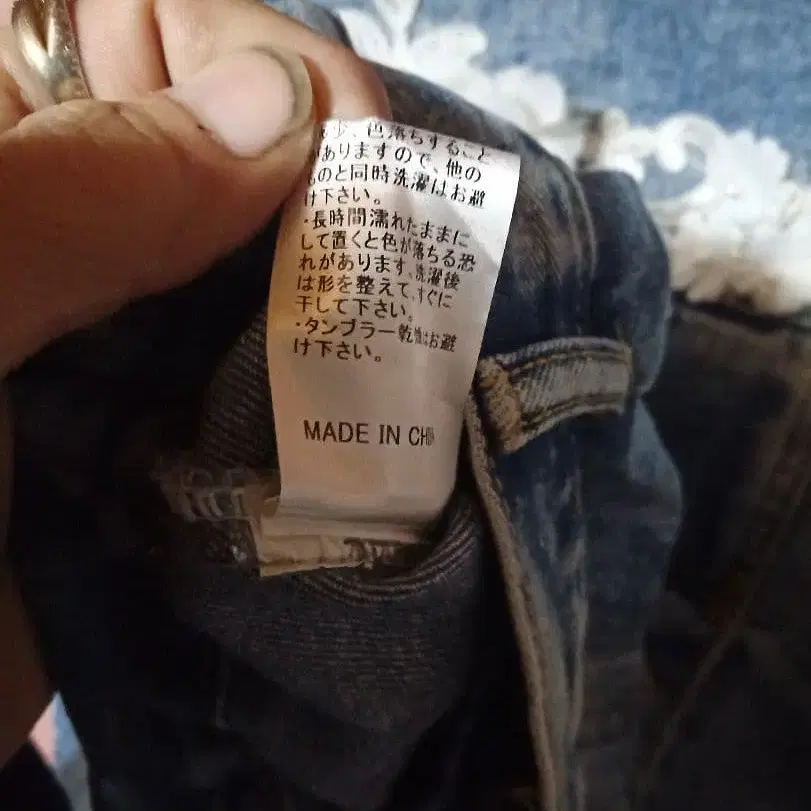 少、色落ちすること
がありますので、他の
ものと同時洗濯はお避
け下さい。
・長時間濡れたままに
して置くと色が落ちる恐
れがあります。洗濯後
は形を整えて、すぐに
干して下さい。
・タンブラー乾燥はお避
け下さい。
MADE IN CHINA